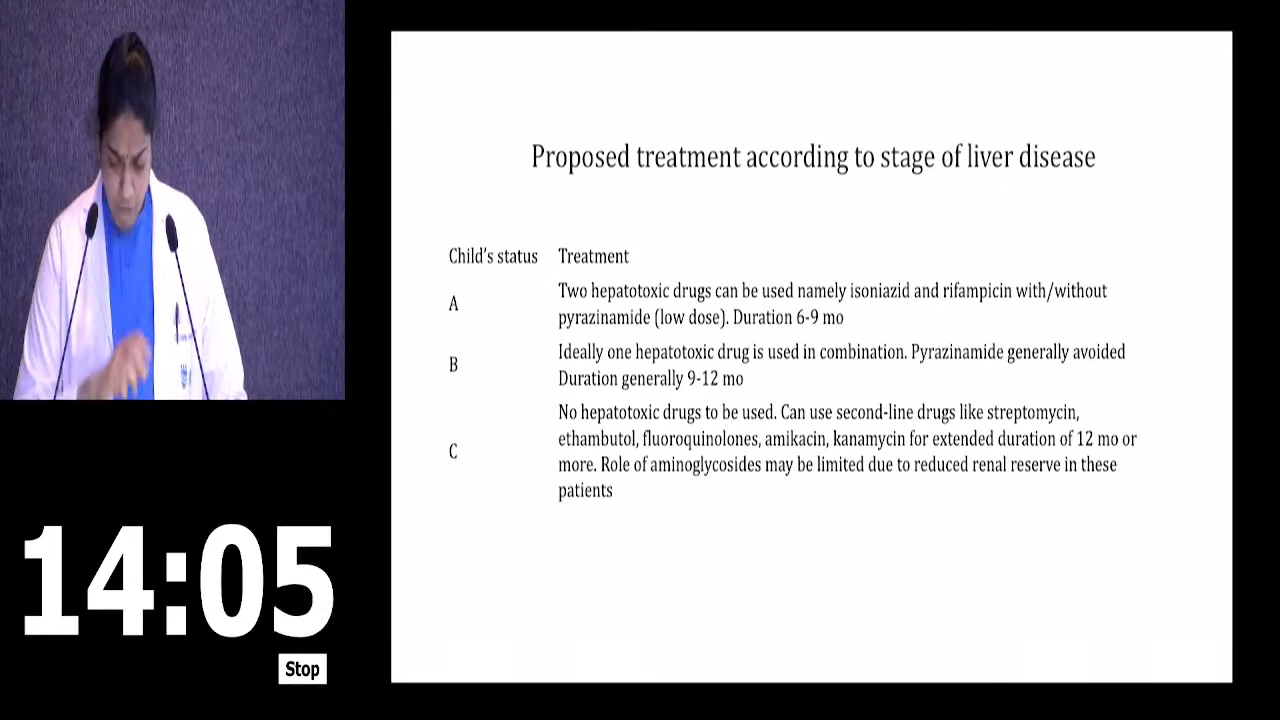 Proposed treatment according to stage of liver disease
Child's status Treatment
A
Two hepatotoxic drugs can be used namely isoniazid and rifampicin with/without
pyrazinamide (low dose). Duration 6-9 mo
B
Ideally one hepatotoxic drug is used in combination. Pyrazinamide generally avoided
Duration generally 9-12 mo
C
No hepatotoxic drugs to be used. Can use second-line drugs like streptomycin,
ethambutol, fluoroquinolones, amikacin, kanamycin for extended duration of 12 mo or
more. Role of aminoglycosides may be limited due to reduced renal reserve in these
patients
14:05
Stop